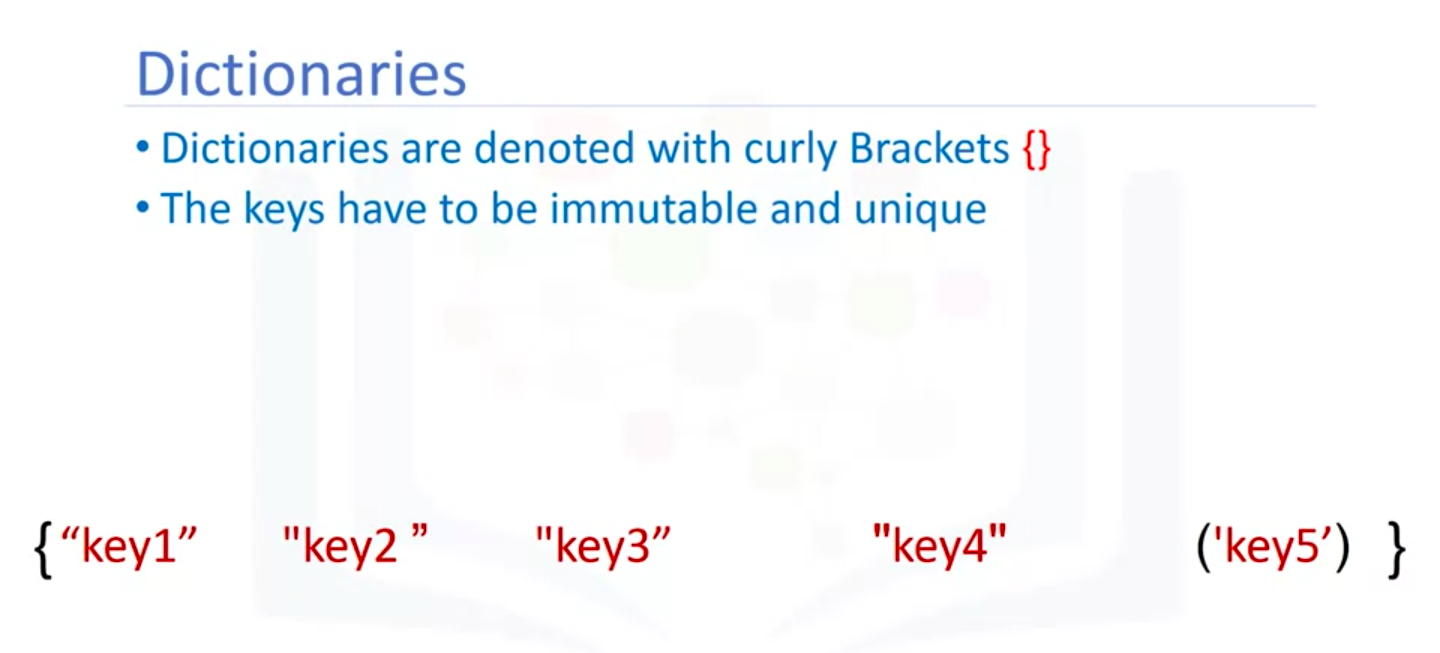 Dictionaries
• Dictionaries are denoted with curly Brackets {}
• The keys have to be immutable and unique
{“key1” "key2 ” "key3” "key4" ('key5’) }